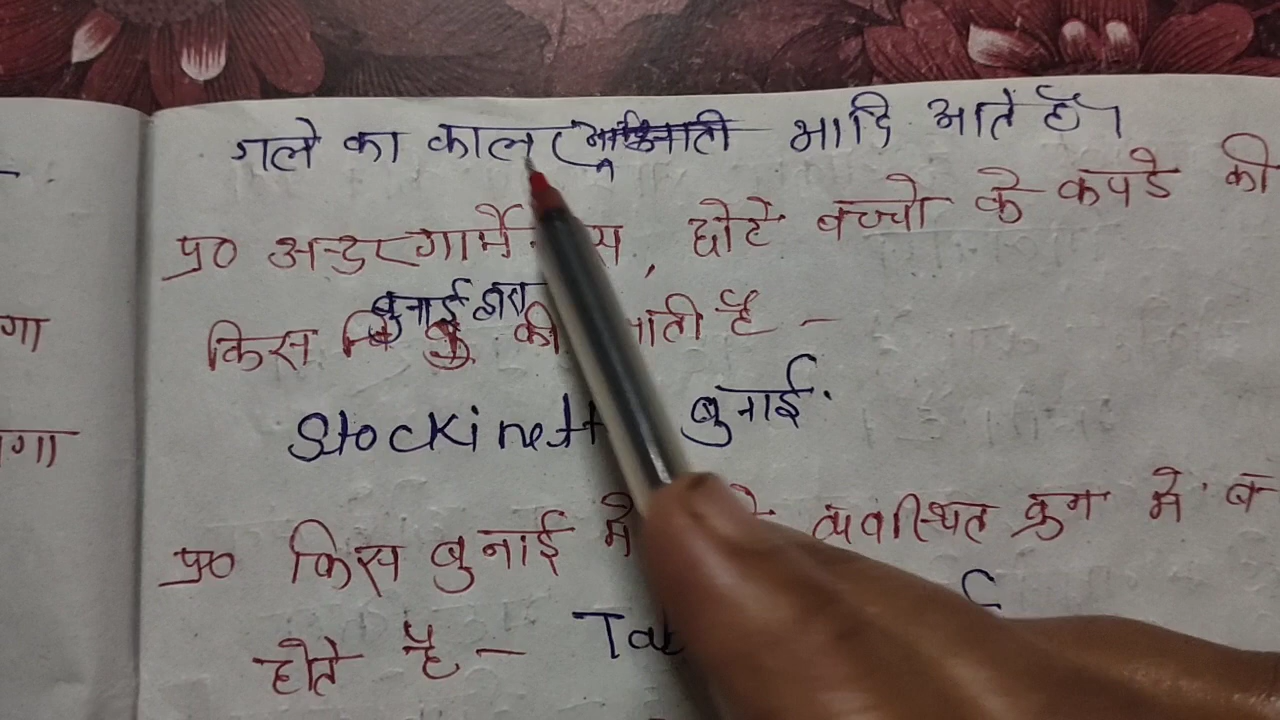 गले का काल आदि आते है।
प्र० अन्डरगार्मे स, छोटे बच्चो के कपडे की
बुनाई द्वारा
किस की जाती है -
Stockinett बुनाई.
प्र० किस बुनाई मे व्यवस्थित क्रम मे ब
होते है - Ta
गा
गा